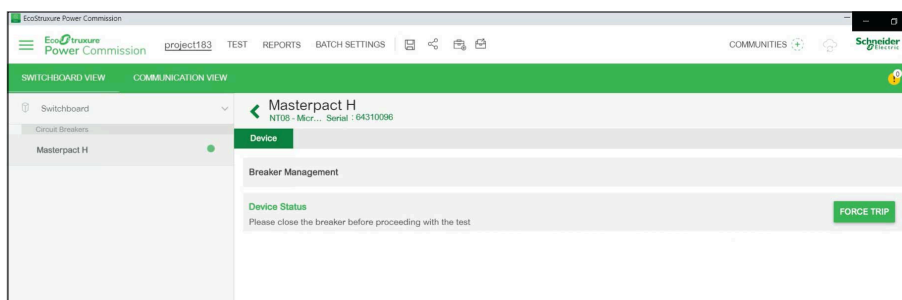 EcoStruxure Power Commission
EcoStruxure
Power Commission
project183 TEST REPORTS BATCH SETTINGS COMMUNITIES
Schneider
Electric
SWITCHBOARD VIEW COMMUNICATION VIEW
0
Switchboard
Circuit Breakers
Masterpact H
Masterpact H
NT08 - Micr... Serial : 64310096
Device
Breaker Management
Device Status
Please close the breaker before proceeding with the test
FORCE TRIP